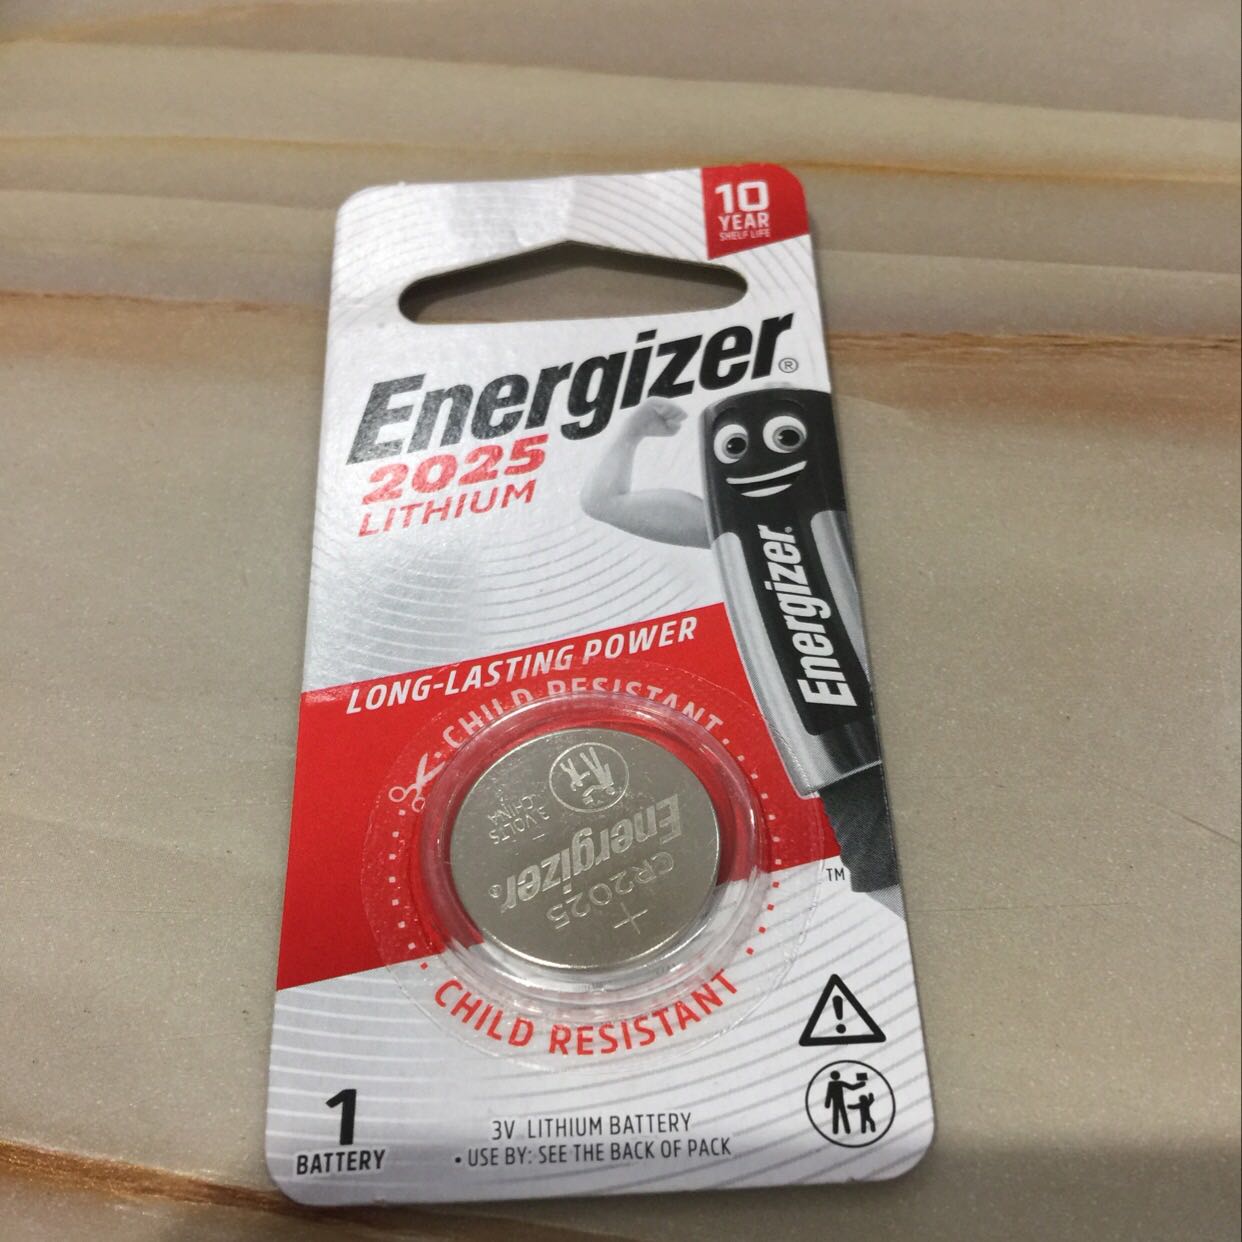 10
YEAR
SHELF LIFE
Energizer®
2025
LITHIUM
Energizer.
LONG-LASTING POWER
CHILD RESISTANT
CR2025
+
Energizer®
−
3 VOLTS
CHINA
TM
CHILD RESISTANT
1
BATTERY
3V LITHIUM BATTERY
• USE BY: SEE THE BACK OF PACK